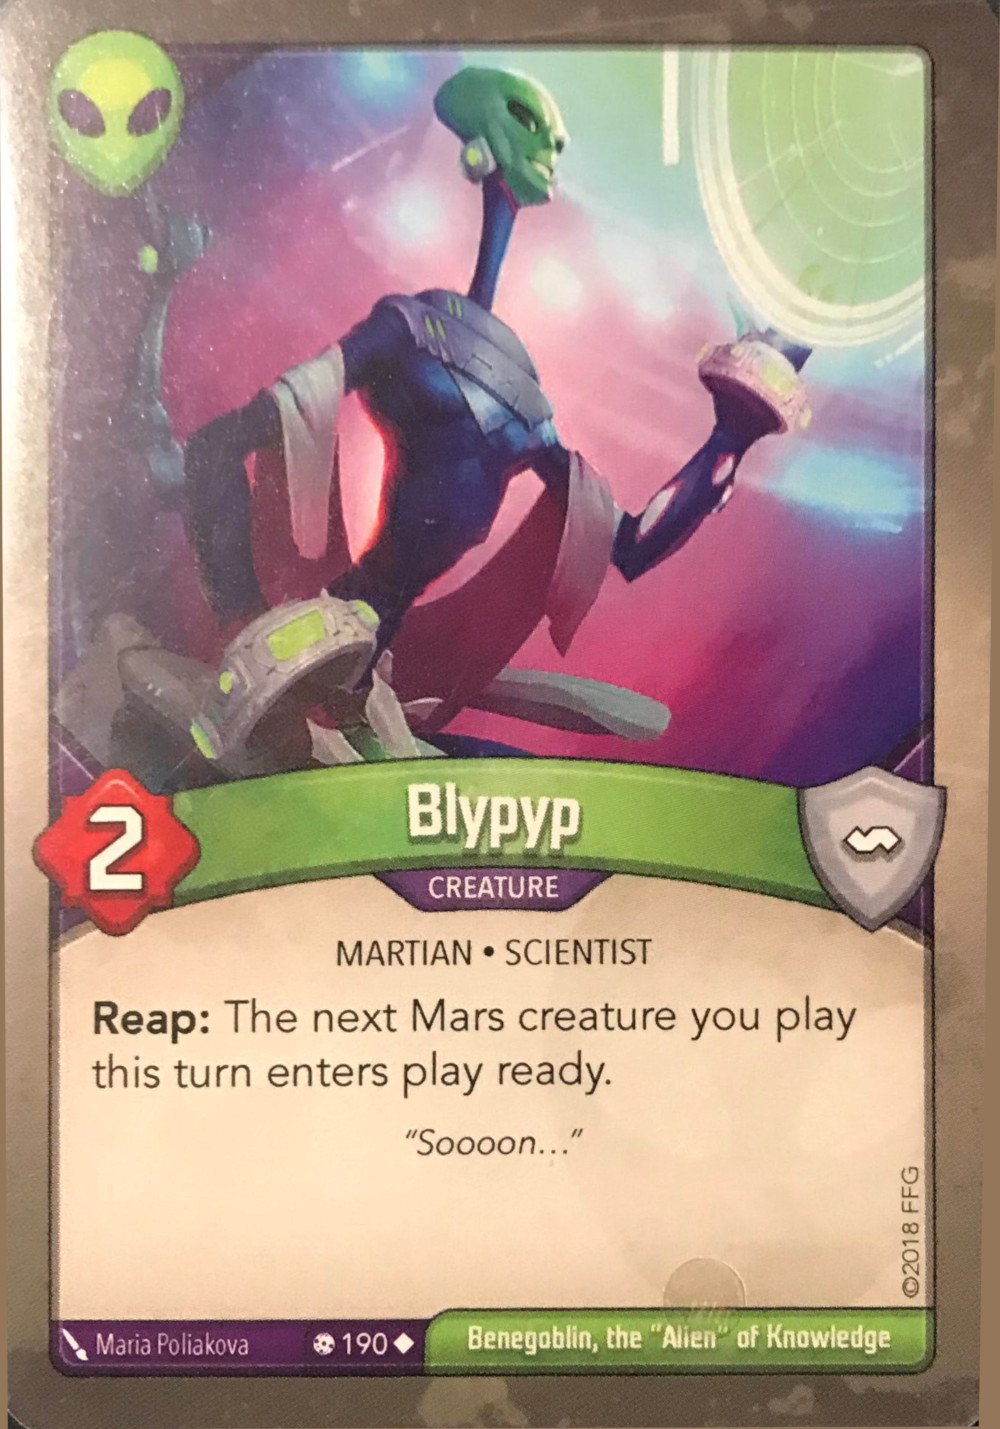 2
Blypyp
CREATURE
MARTIAN • SCIENTIST
Reap: The next Mars creature you play
this turn enters play ready.
“Soooon…”
©2018 FFG
Maria Poliakova
190
Benegoblin, the “Alien” of Knowledge